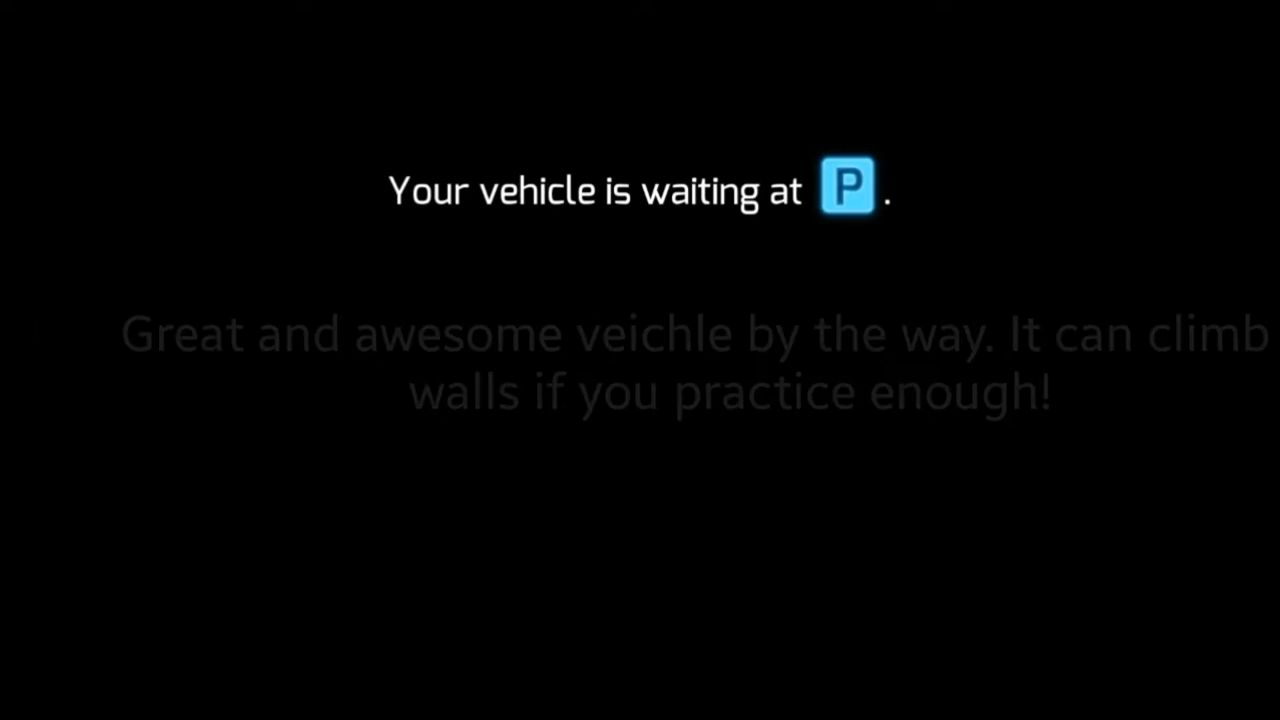 Your vehicle is waiting at P .
Great and awesome veichle by the way. It can climb
walls if you practice enough!